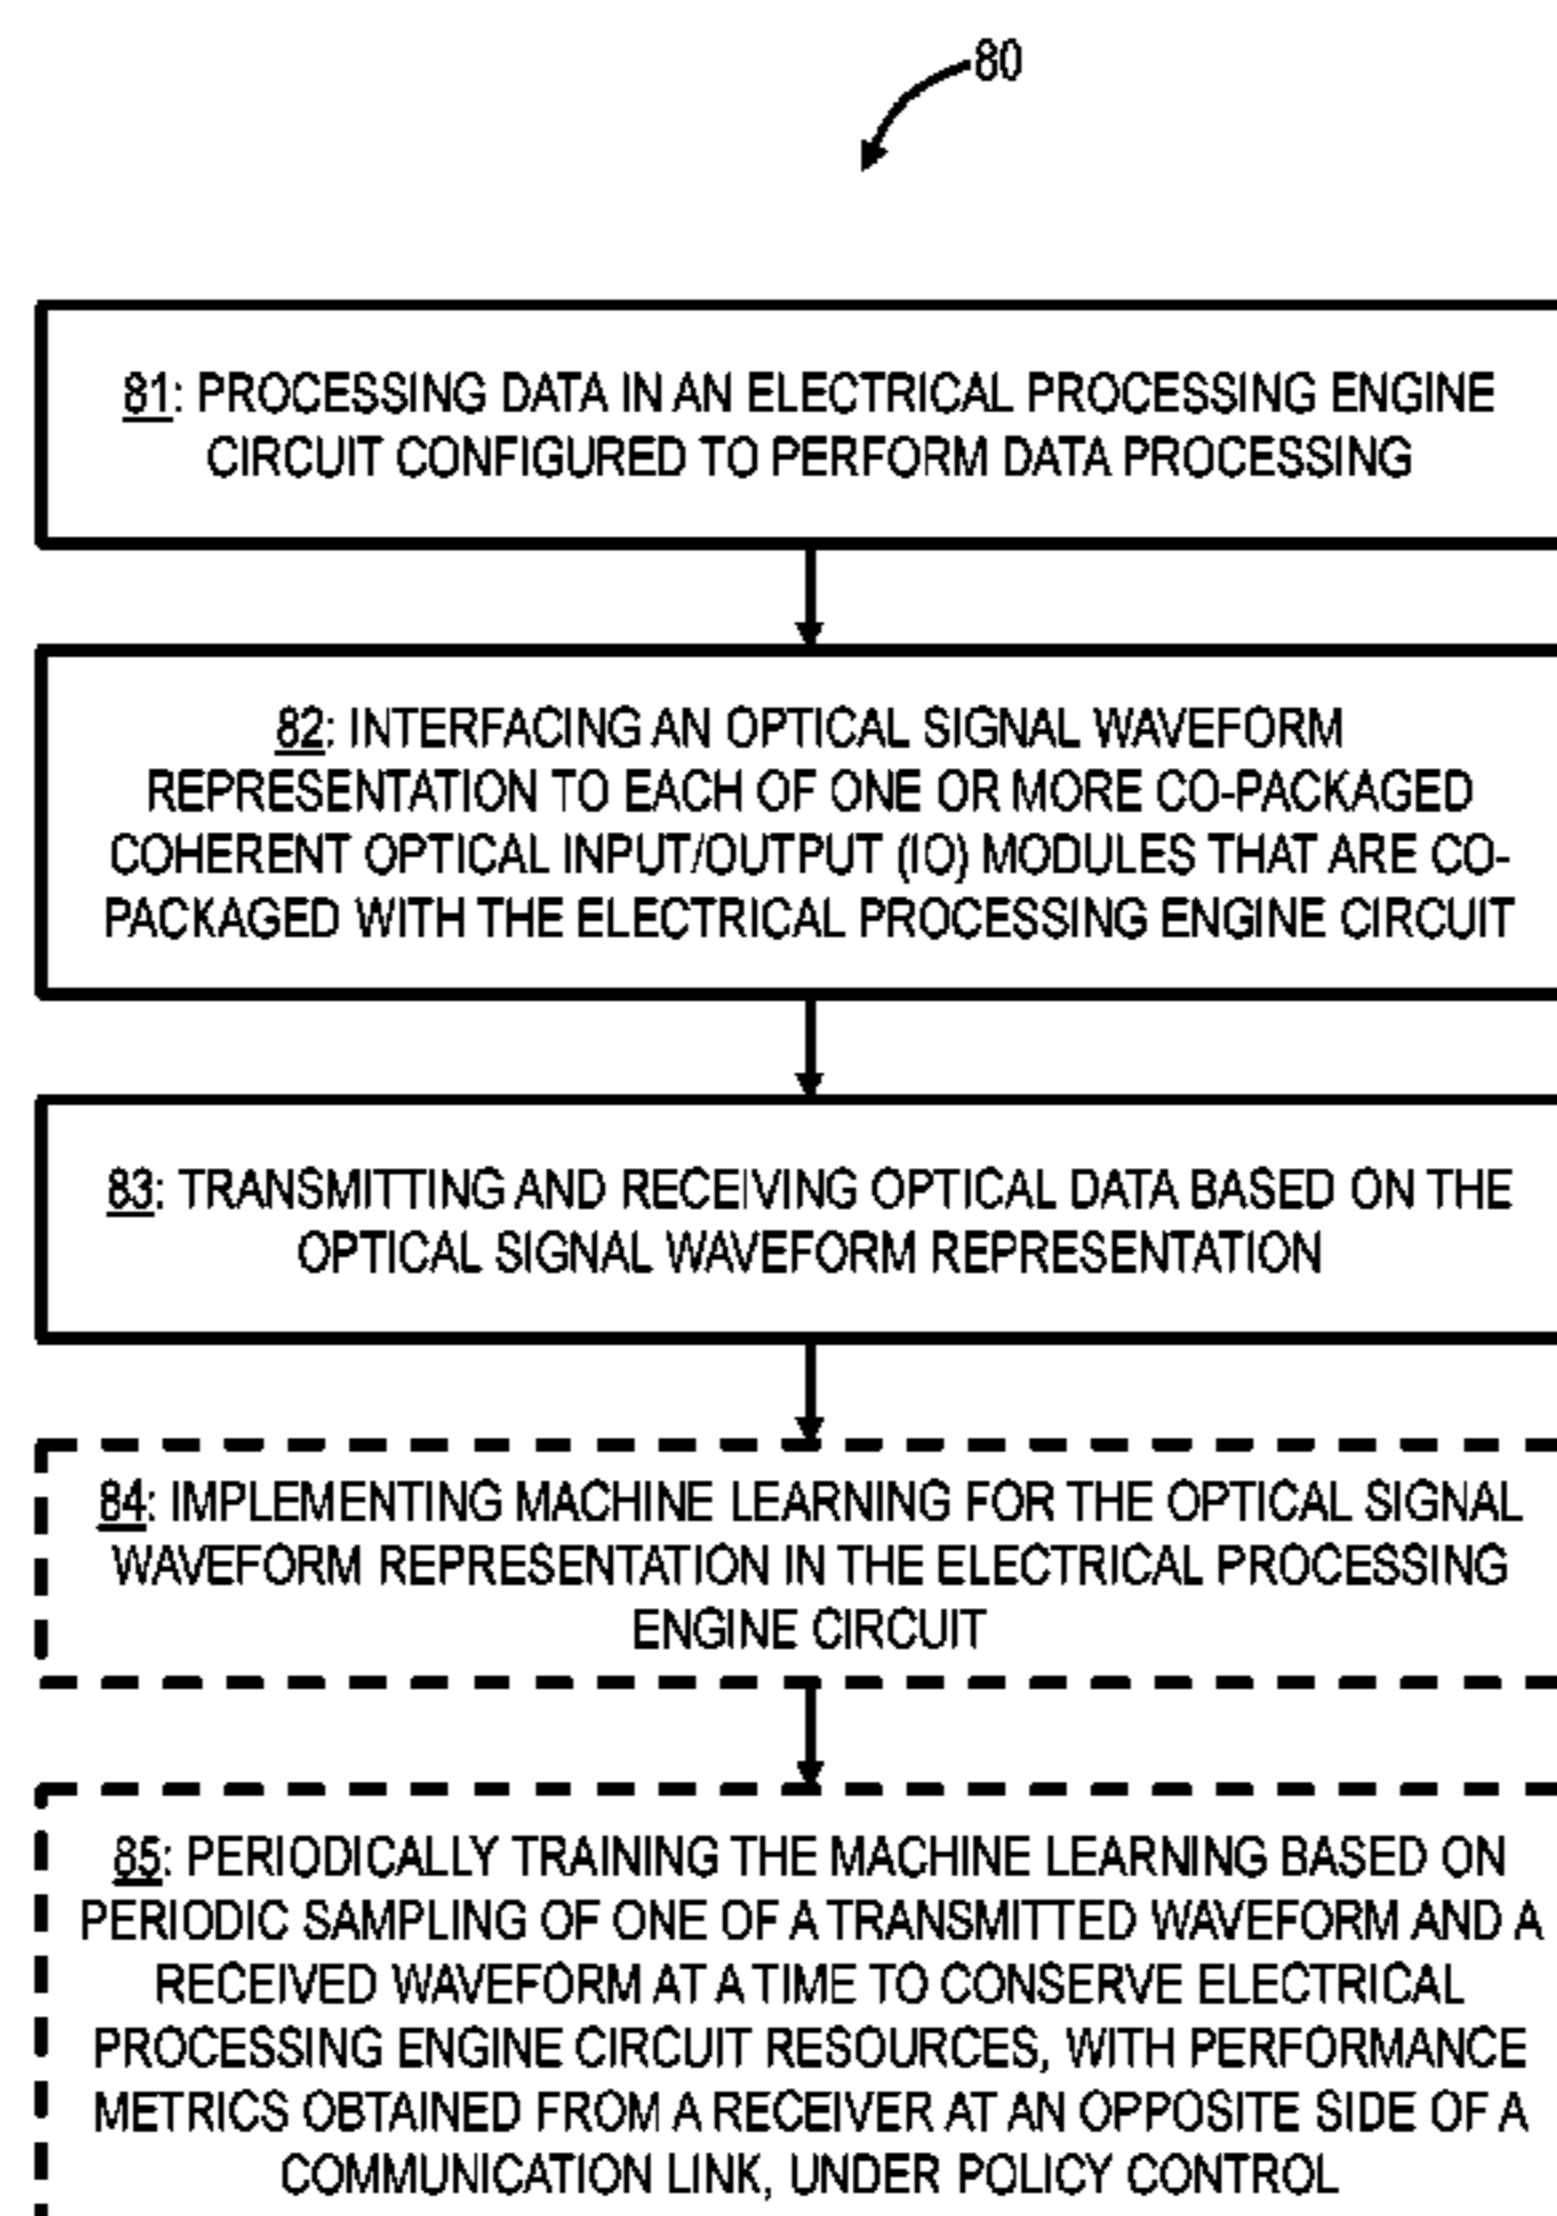 80
81: PROCESSING DATA IN AN ELECTRICAL PROCESSING ENGINE
CIRCUIT CONFIGURED TO PERFORM DATA PROCESSING
82: INTERFACING AN OPTICAL SIGNAL WAVEFORM
REPRESENTATION TO EACH OF ONE OR MORE CO-PACKAGED
COHERENT OPTICAL INPUT/OUTPUT (IO) MODULES THAT ARE CO-
PACKAGED WITH THE ELECTRICAL PROCESSING ENGINE CIRCUIT
83: TRANSMITTING AND RECEIVING OPTICAL DATA BASED ON THE
OPTICAL SIGNAL WAVEFORM REPRESENTATION
84: IMPLEMENTING MACHINE LEARNING FOR THE OPTICAL SIGNAL
WAVEFORM REPRESENTATION IN THE ELECTRICAL PROCESSING
ENGINE CIRCUIT
85: PERIODICALLY TRAINING THE MACHINE LEARNING BASED ON
PERIODIC SAMPLING OF ONE OF A TRANSMITTED WAVEFORM AND A
RECEIVED WAVEFORM AT A TIME TO CONSERVE ELECTRICAL
PROCESSING ENGINE CIRCUIT RESOURCES, WITH PERFORMANCE
METRICS OBTAINED FROM A RECEIVER AT AN OPPOSITE SIDE OF A
COMMUNICATION LINK, UNDER POLICY CONTROL